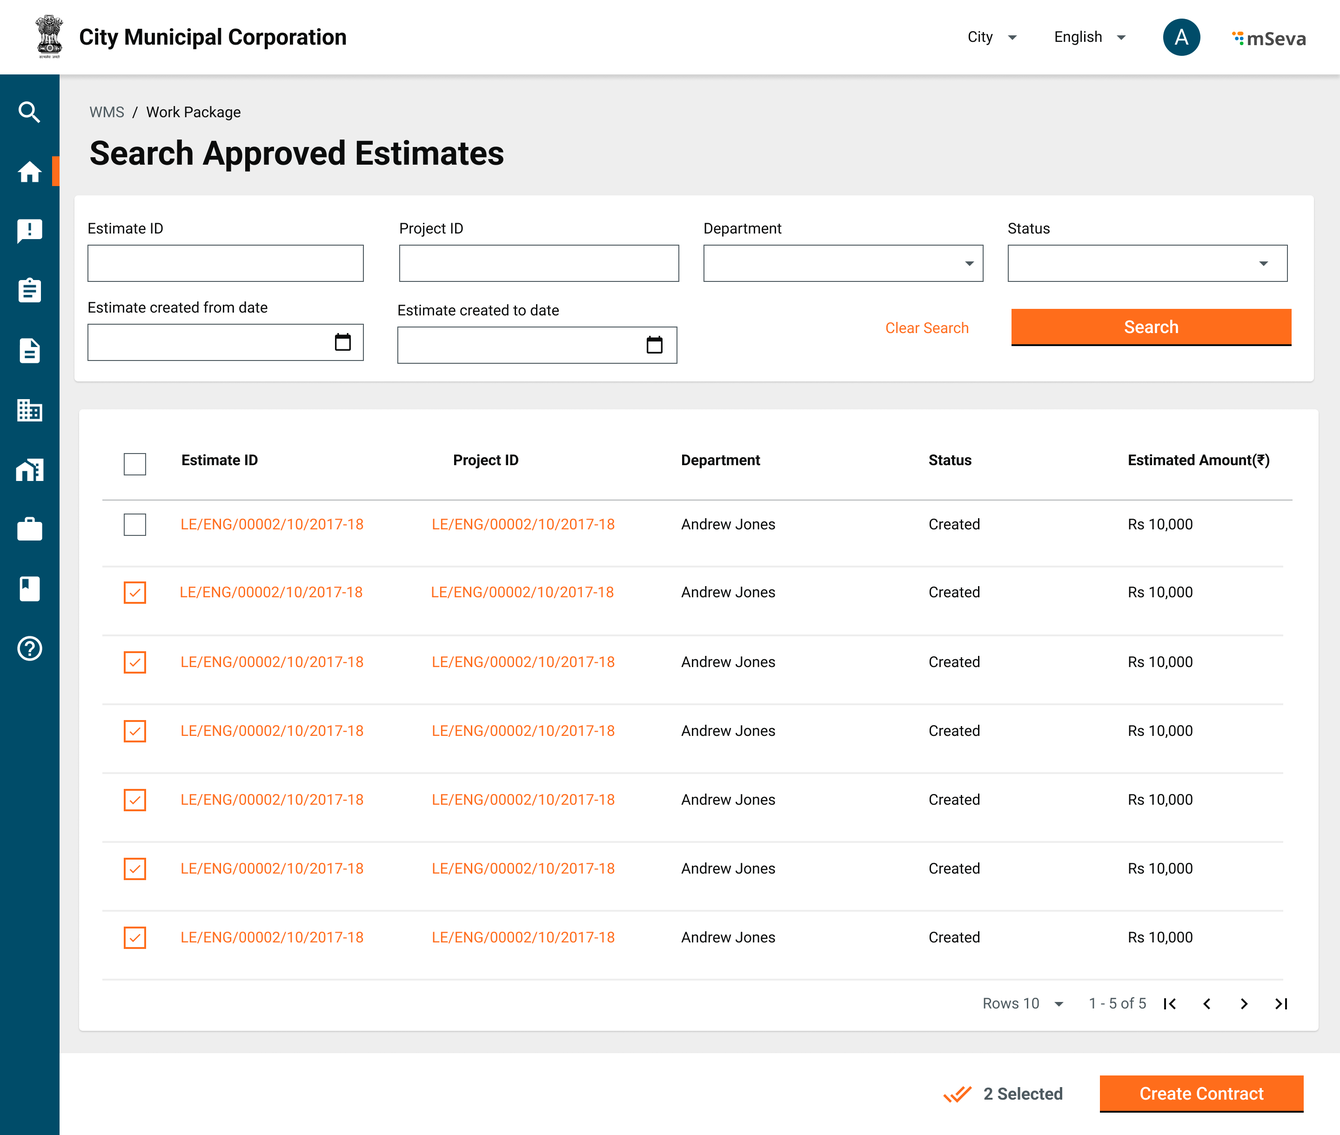 City Municipal Corporation
City
English
A
mSeva
WMS / Work Package
Search Approved Estimates
Estimate ID
Project ID
Department
Status
Estimate created from date
Estimate created to date
Clear Search
Search
Estimate ID Project ID Department Status Estimated Amount(₹)
LE/ENG/00002/10/2017-18 LE/ENG/00002/10/2017-18 Andrew Jones Created Rs 10,000
LE/ENG/00002/10/2017-18 LE/ENG/00002/10/2017-18 Andrew Jones Created Rs 10,000
LE/ENG/00002/10/2017-18 LE/ENG/00002/10/2017-18 Andrew Jones Created Rs 10,000
LE/ENG/00002/10/2017-18 LE/ENG/00002/10/2017-18 Andrew Jones Created Rs 10,000
LE/ENG/00002/10/2017-18 LE/ENG/00002/10/2017-18 Andrew Jones Created Rs 10,000
LE/ENG/00002/10/2017-18 LE/ENG/00002/10/2017-18 Andrew Jones Created Rs 10,000
LE/ENG/00002/10/2017-18 LE/ENG/00002/10/2017-18 Andrew Jones Created Rs 10,000
Rows 10 1 - 5 of 5
2 Selected
Create Contract